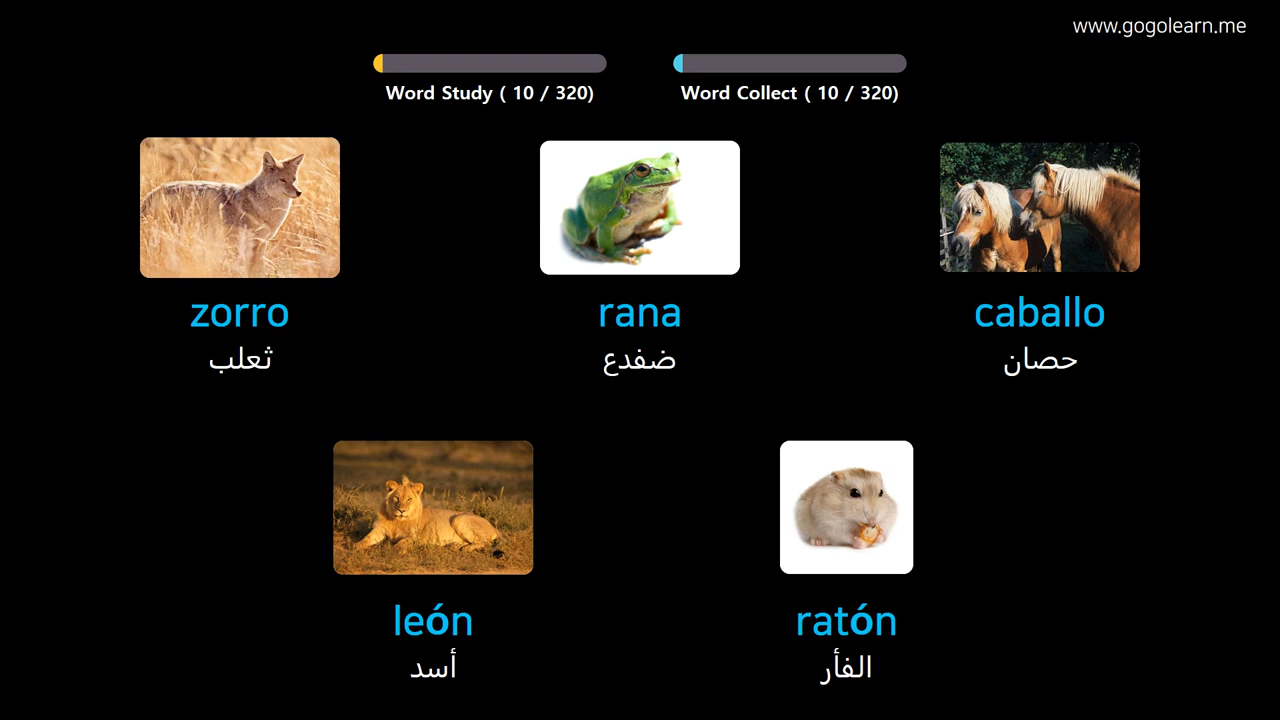 www.gogolearn.me
Word Study ( 10 / 320)
Word Collect ( 10 / 320)
zorro
ثعلب
rana
ضفدع
caballo
حصان
león
أسد
ratón
الفأر